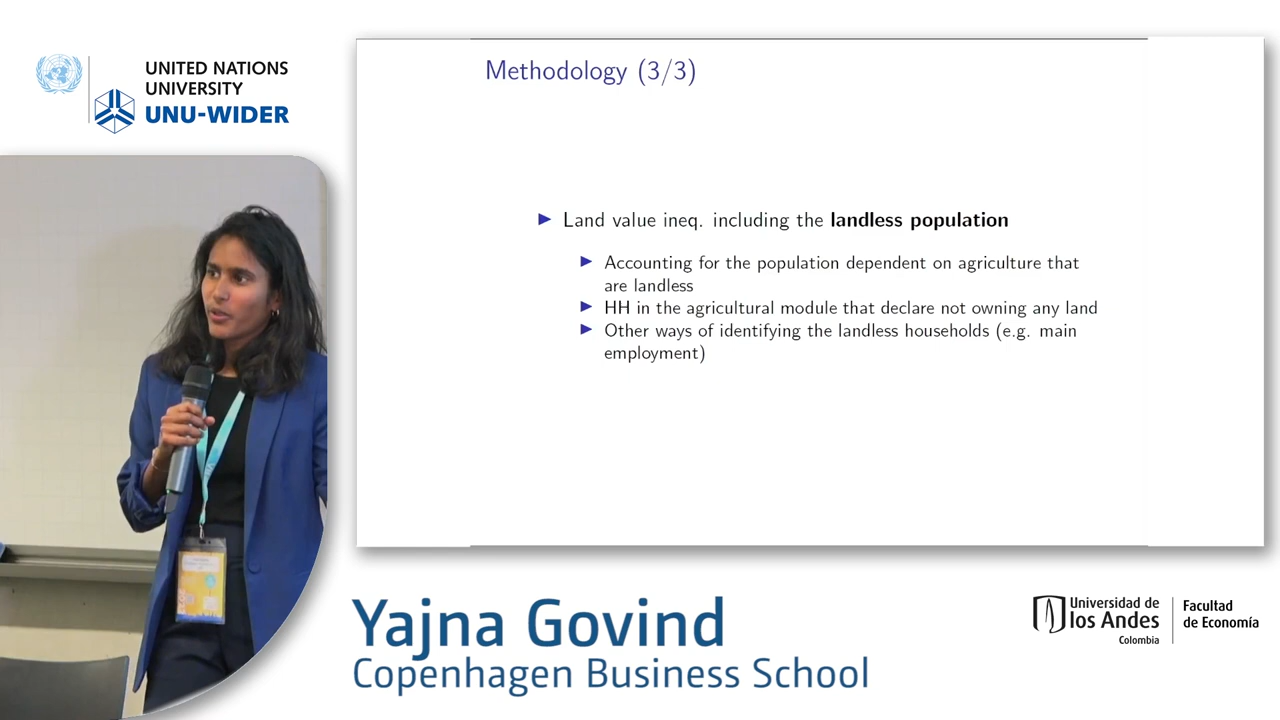 UNITED NATIONS
UNIVERSITY
UNU-WIDER
Methodology (3/3)
Land value ineq. including the landless population
Accounting for the population dependent on agriculture that
are landless
HH in the agricultural module that declare not owning any land
Other ways of identifying the landless households (e.g. main
employment)
Yajna Govind
Copenhagen Business School
Universidad de
los Andes
Colombia
Facultad
de Economía